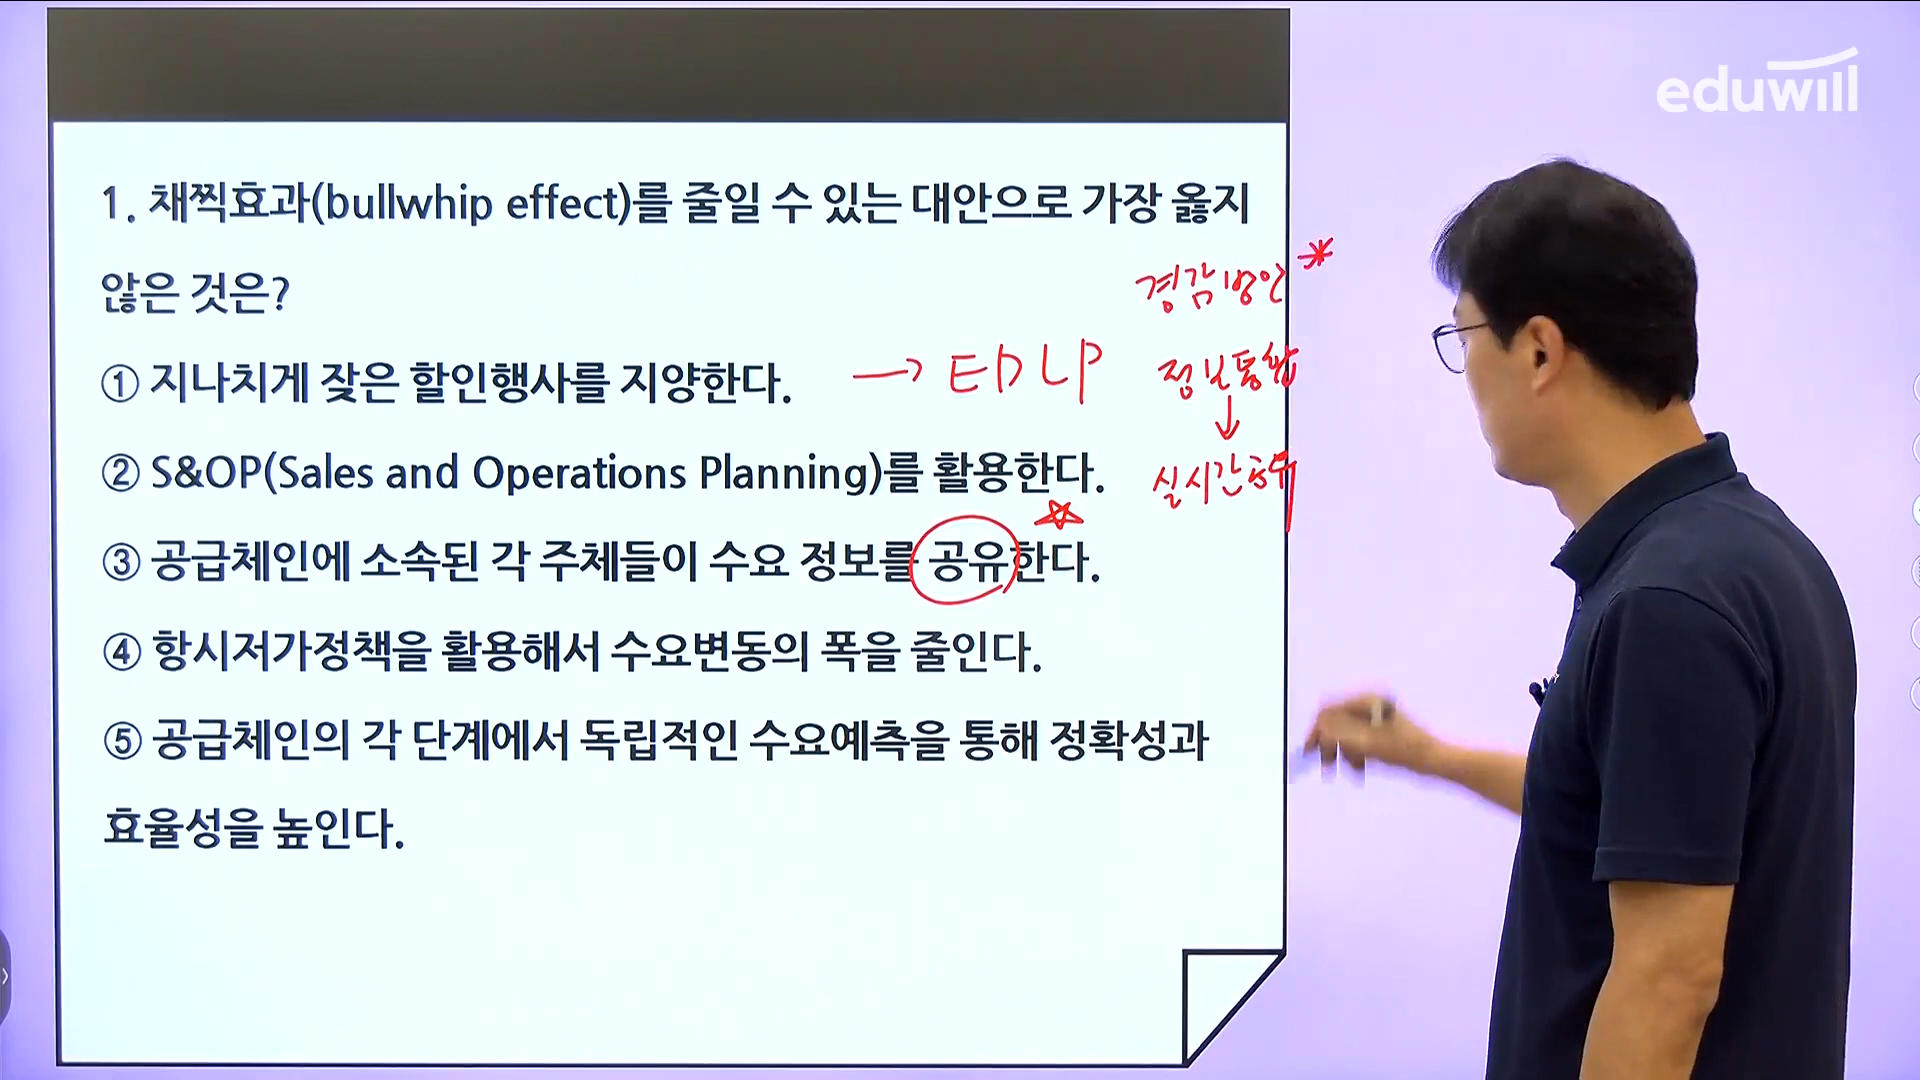 eduwill
1. 채찍효과(bullwhip effect)를 줄일 수 있는 대안으로 가장 옳지
않은 것은?
경감방안 *
① 지나치게 잦은 할인행사를 지양한다. → EDLP
정보통합
↓
② S&OP(Sales and Operations Planning)를 활용한다.
실시간공유
③ 공급체인에 소속된 각 주체들이 수요 정보를 공유한다.
④ 항시저가정책을 활용해서 수요변동의 폭을 줄인다.
⑤ 공급체인의 각 단계에서 독립적인 수요예측을 통해 정확성과
효율성을 높인다.